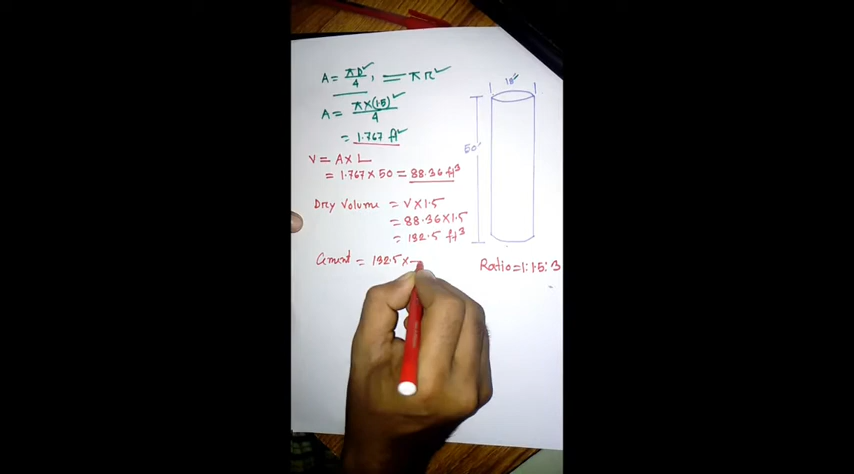 A = πD²/4, = πR²
A = π×(1.5)²/4
= 1.767 ft²
V = A × L
= 1.767 × 50 = 88.36 ft³
Dry Volume = V × 1.5
= 88.36 × 1.5
= 132.5 ft³
Cement = 132.5 ×
18"
50'
Ratio = 1:1.5:3